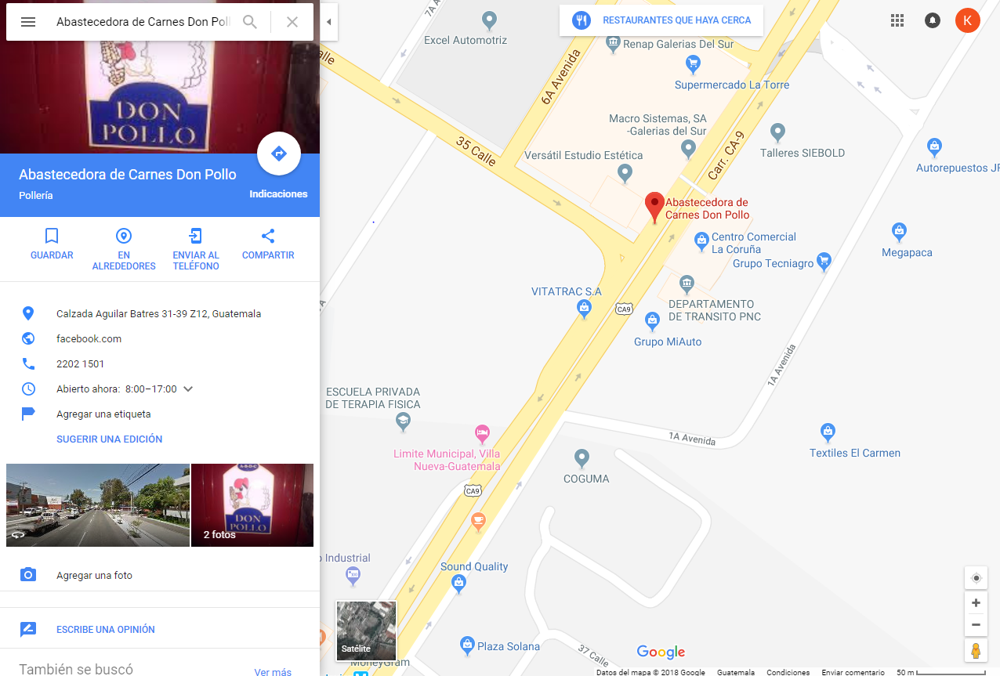 Abastecedora de Carnes Don Poll
DON
POLLO
Abastecedora de Carnes Don Pollo
Pollería
Indicaciones
GUARDAR
EN
ALREDEDORES
ENVIAR AL
TELÉFONO
COMPARTIR
Calzada Aguilar Batres 31-39 Z12, Guatemala
facebook.com
2202 1501
Abierto ahora: 8:00–17:00
Agregar una etiqueta
SUGERIR UNA EDICIÓN
DON
POLLO
2 fotos
Agregar una foto
ESCRIBE UNA OPINIÓN
También se buscó
Ver más
RESTAURANTES QUE HAYA CERCA
K
7A A
Excel Automotriz
Renap Galerias Del Sur
alle
6A Avenida
Supermercado La Torre
Macro Sistemas, SA
-Galerias del Sur
Talleres SIEBOLD
35 Calle
Versátil Estudio Estética
Carr. CA-9
Autorepuestos JF
Abastecedora de
Carnes Don Pollo
Centro Comercial
La Coruña
Megapaca
Grupo Tecniagro
VITATRAC S.A
CA9
DEPARTAMENTO
DE TRANSITO PNC
Grupo MiAuto
1A Avenida
ESCUELA PRIVADA
DE TERAPIA FISICA
1A Avenida
Limite Municipal, Villa
Nueva-Guatemala
Textiles El Carmen
COGUMA
CA9
o Industrial
Sound Quality
Satélite
Plaza Solana
37 Calle
MoneyGram
Google
Datos del mapa © 2018 Google
Guatemala
Condiciones
Enviar comentario
50 m